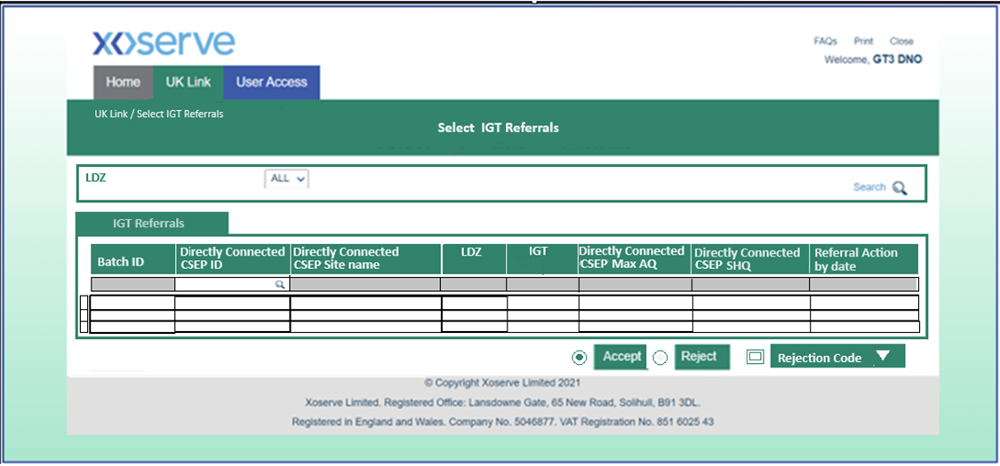 xoserve
FAQs Print Close
Welcome, GT3 DNO
Home UK Link User Access
UK Link / Select IGT Referrals
Select IGT Referrals
LDZ ALL
Search
IGT Referrals
Batch ID Directly Connected CSEP ID Directly Connected CSEP Site name LDZ IGT Directly Connected CSEP Max AQ Directly Connected CSEP SHQ Referral Action by date
Accept Reject Rejection Code
© Copyright Xoserve Limited 2021
Xoserve Limited. Registered Office: Lansdowne Gate, 65 New Road, Solihull, B91 3DL.
Registered in England and Wales. Company No. 5046877. VAT Registration No. 851 6025 43